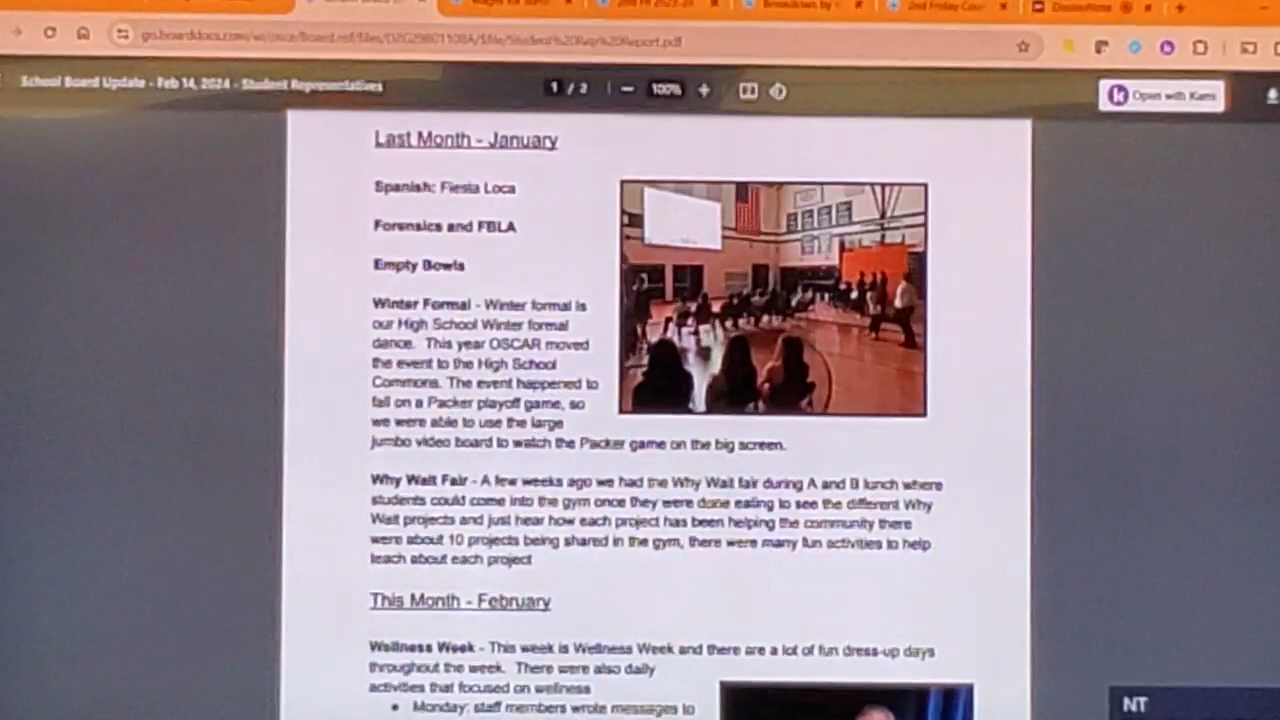 School Board Update - Feb 14, 2024 - Student Representatives
1 / 2
100%
Open with Kami
Last Month - January
Spanish: Fiesta Loca
Forensics and FBLA
Empty Bowls
Winter Formal - Winter formal is
our High School Winter formal
dance. This year OSCAR moved
the event to the High School
Commons. The event happened to
fall on a Packer playoff game, so
we were able to use the large
jumbo video board to watch the Packer game on the big screen.
Why Wait Fair - A few weeks ago we had the Why Wait fair during A and B lunch where
students could come into the gym once they were done eating to see the different Why
Wait projects and just hear how each project has been helping the community there
were about 10 projects being shared in the gym, there were many fun activities to help
teach about each project
This Month - February
Wellness Week - This week is Wellness Week and there are a lot of fun dress-up days
throughout the week. There were also daily
activities that focused on wellness
• Monday: staff members wrote messages to
NT